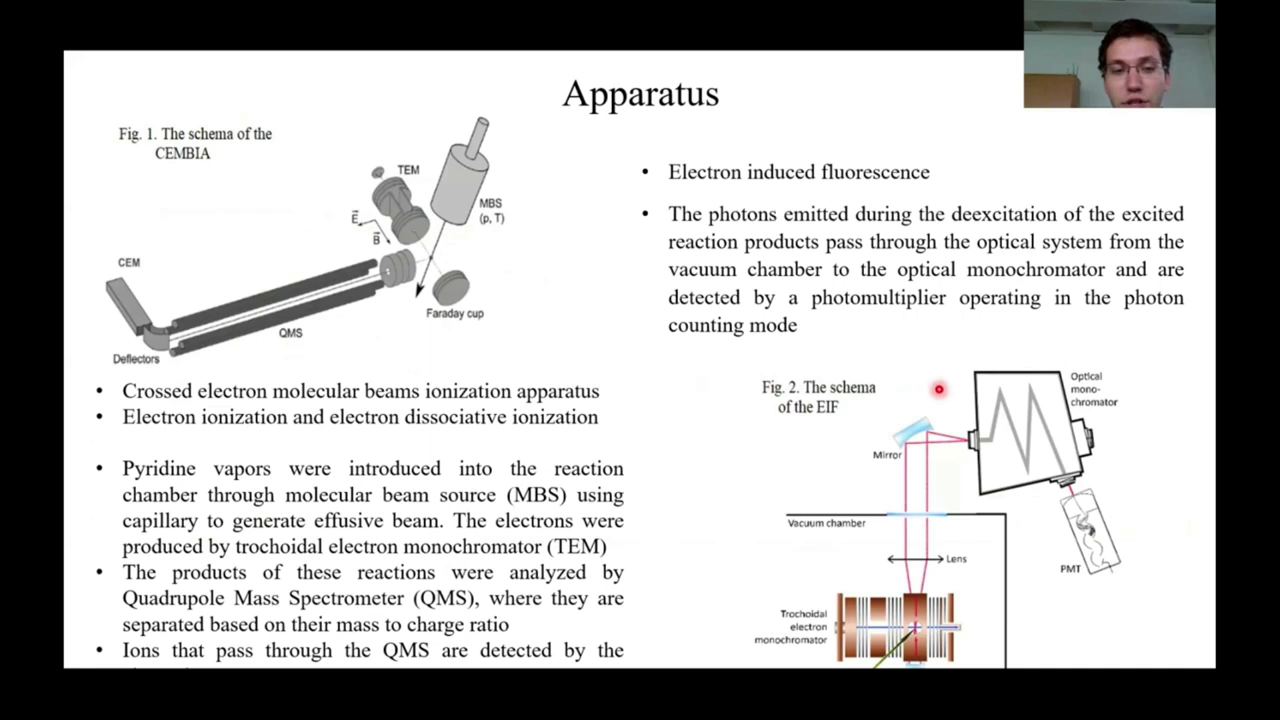 Apparatus
Fig. 1. The schema of the
CEMBIA
TEM
MBS
(p, T)
E
B
CEM
Faraday cup
QMS
Deflectors
• Crossed electron molecular beams ionization apparatus
• Electron ionization and electron dissociative ionization
• Pyridine vapors were introduced into the reaction
chamber through molecular beam source (MBS) using
capillary to generate effusive beam. The electrons were
produced by trochoidal electron monochromator (TEM)
• The products of these reactions were analyzed by
Quadrupole Mass Spectrometer (QMS), where they are
separated based on their mass to charge ratio
• Ions that pass through the QMS are detected by the
• Electron induced fluorescence
• The photons emitted during the deexcitation of the excited
reaction products pass through the optical system from the
vacuum chamber to the optical monochromator and are
detected by a photomultiplier operating in the photon
counting mode
Fig. 2. The schema
of the EIF
Optical
mono-
chromator
Mirror
Vacuum chamber
Lens
PMT
Trochoidal
electron
monochromator